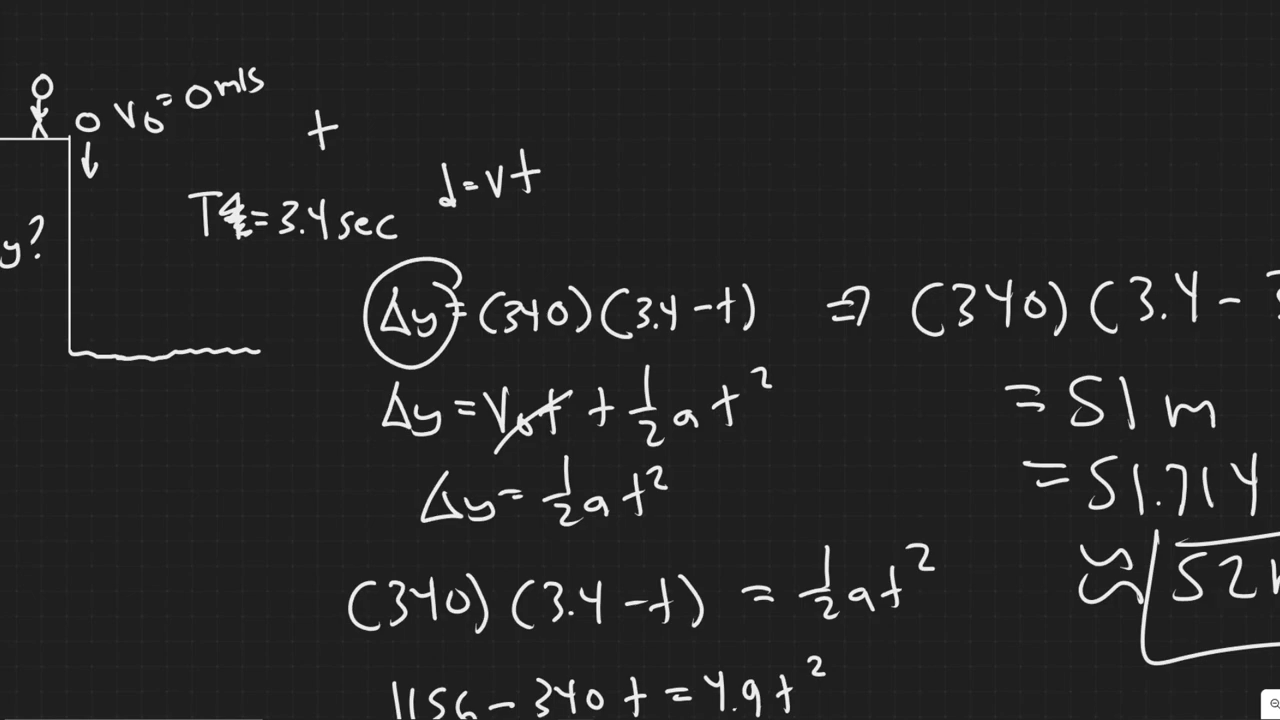 V₀ = 0 m/s
t
T = 3.4 sec
d = vt
y?
Δy = (340)(3.4 - t) ⇒ (340)(3.4 - 3
Δy = V₀t + ½at²
= 51 m
Δy = ½at²
= 51.714
≈ 52
(340)(3.4 - t) = ½at²
1156 - 340t = 4.9t²